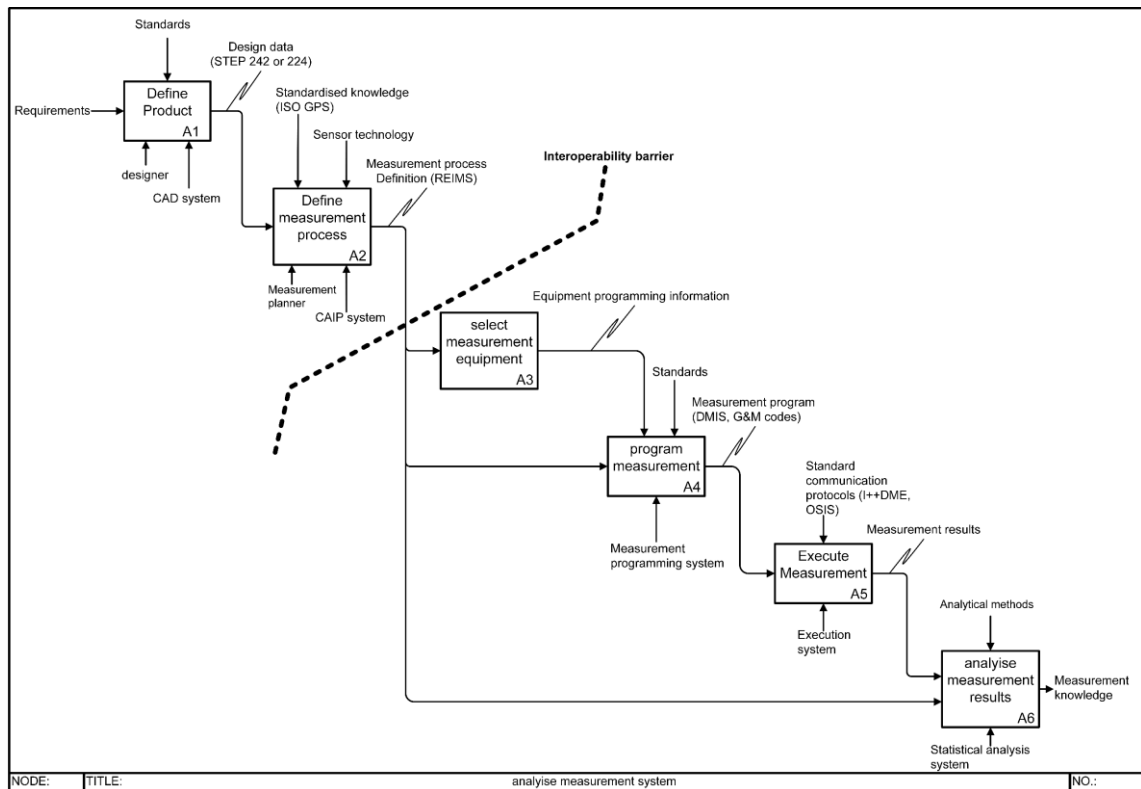 Standards
Design data
(STEP 242 or 224)
Requirements
Define
Product
A1
designer
CAD system
Standardised knowledge
(ISO GPS)
Sensor technology
Measurement process
Definition (REIMS)
Interoperability barrier
Define
measurement
process
A2
Measurement
planner
CAIP system
Equipment programming information
select
measurement
equipment
A3
Standards
Measurement program
(DMIS, G&M codes)
program
measurement
A4
Measurement
programming system
Standard
communication
protocols (I++DME,
OSIS)
Measurement results
Execute
Measurement
A5
Execution
system
Analytical methods
analyise
measurement
results
A6
Measurement
knowledge
Statistical analysis
system
NODE:
TITLE:
analyise measurement system
NO.: